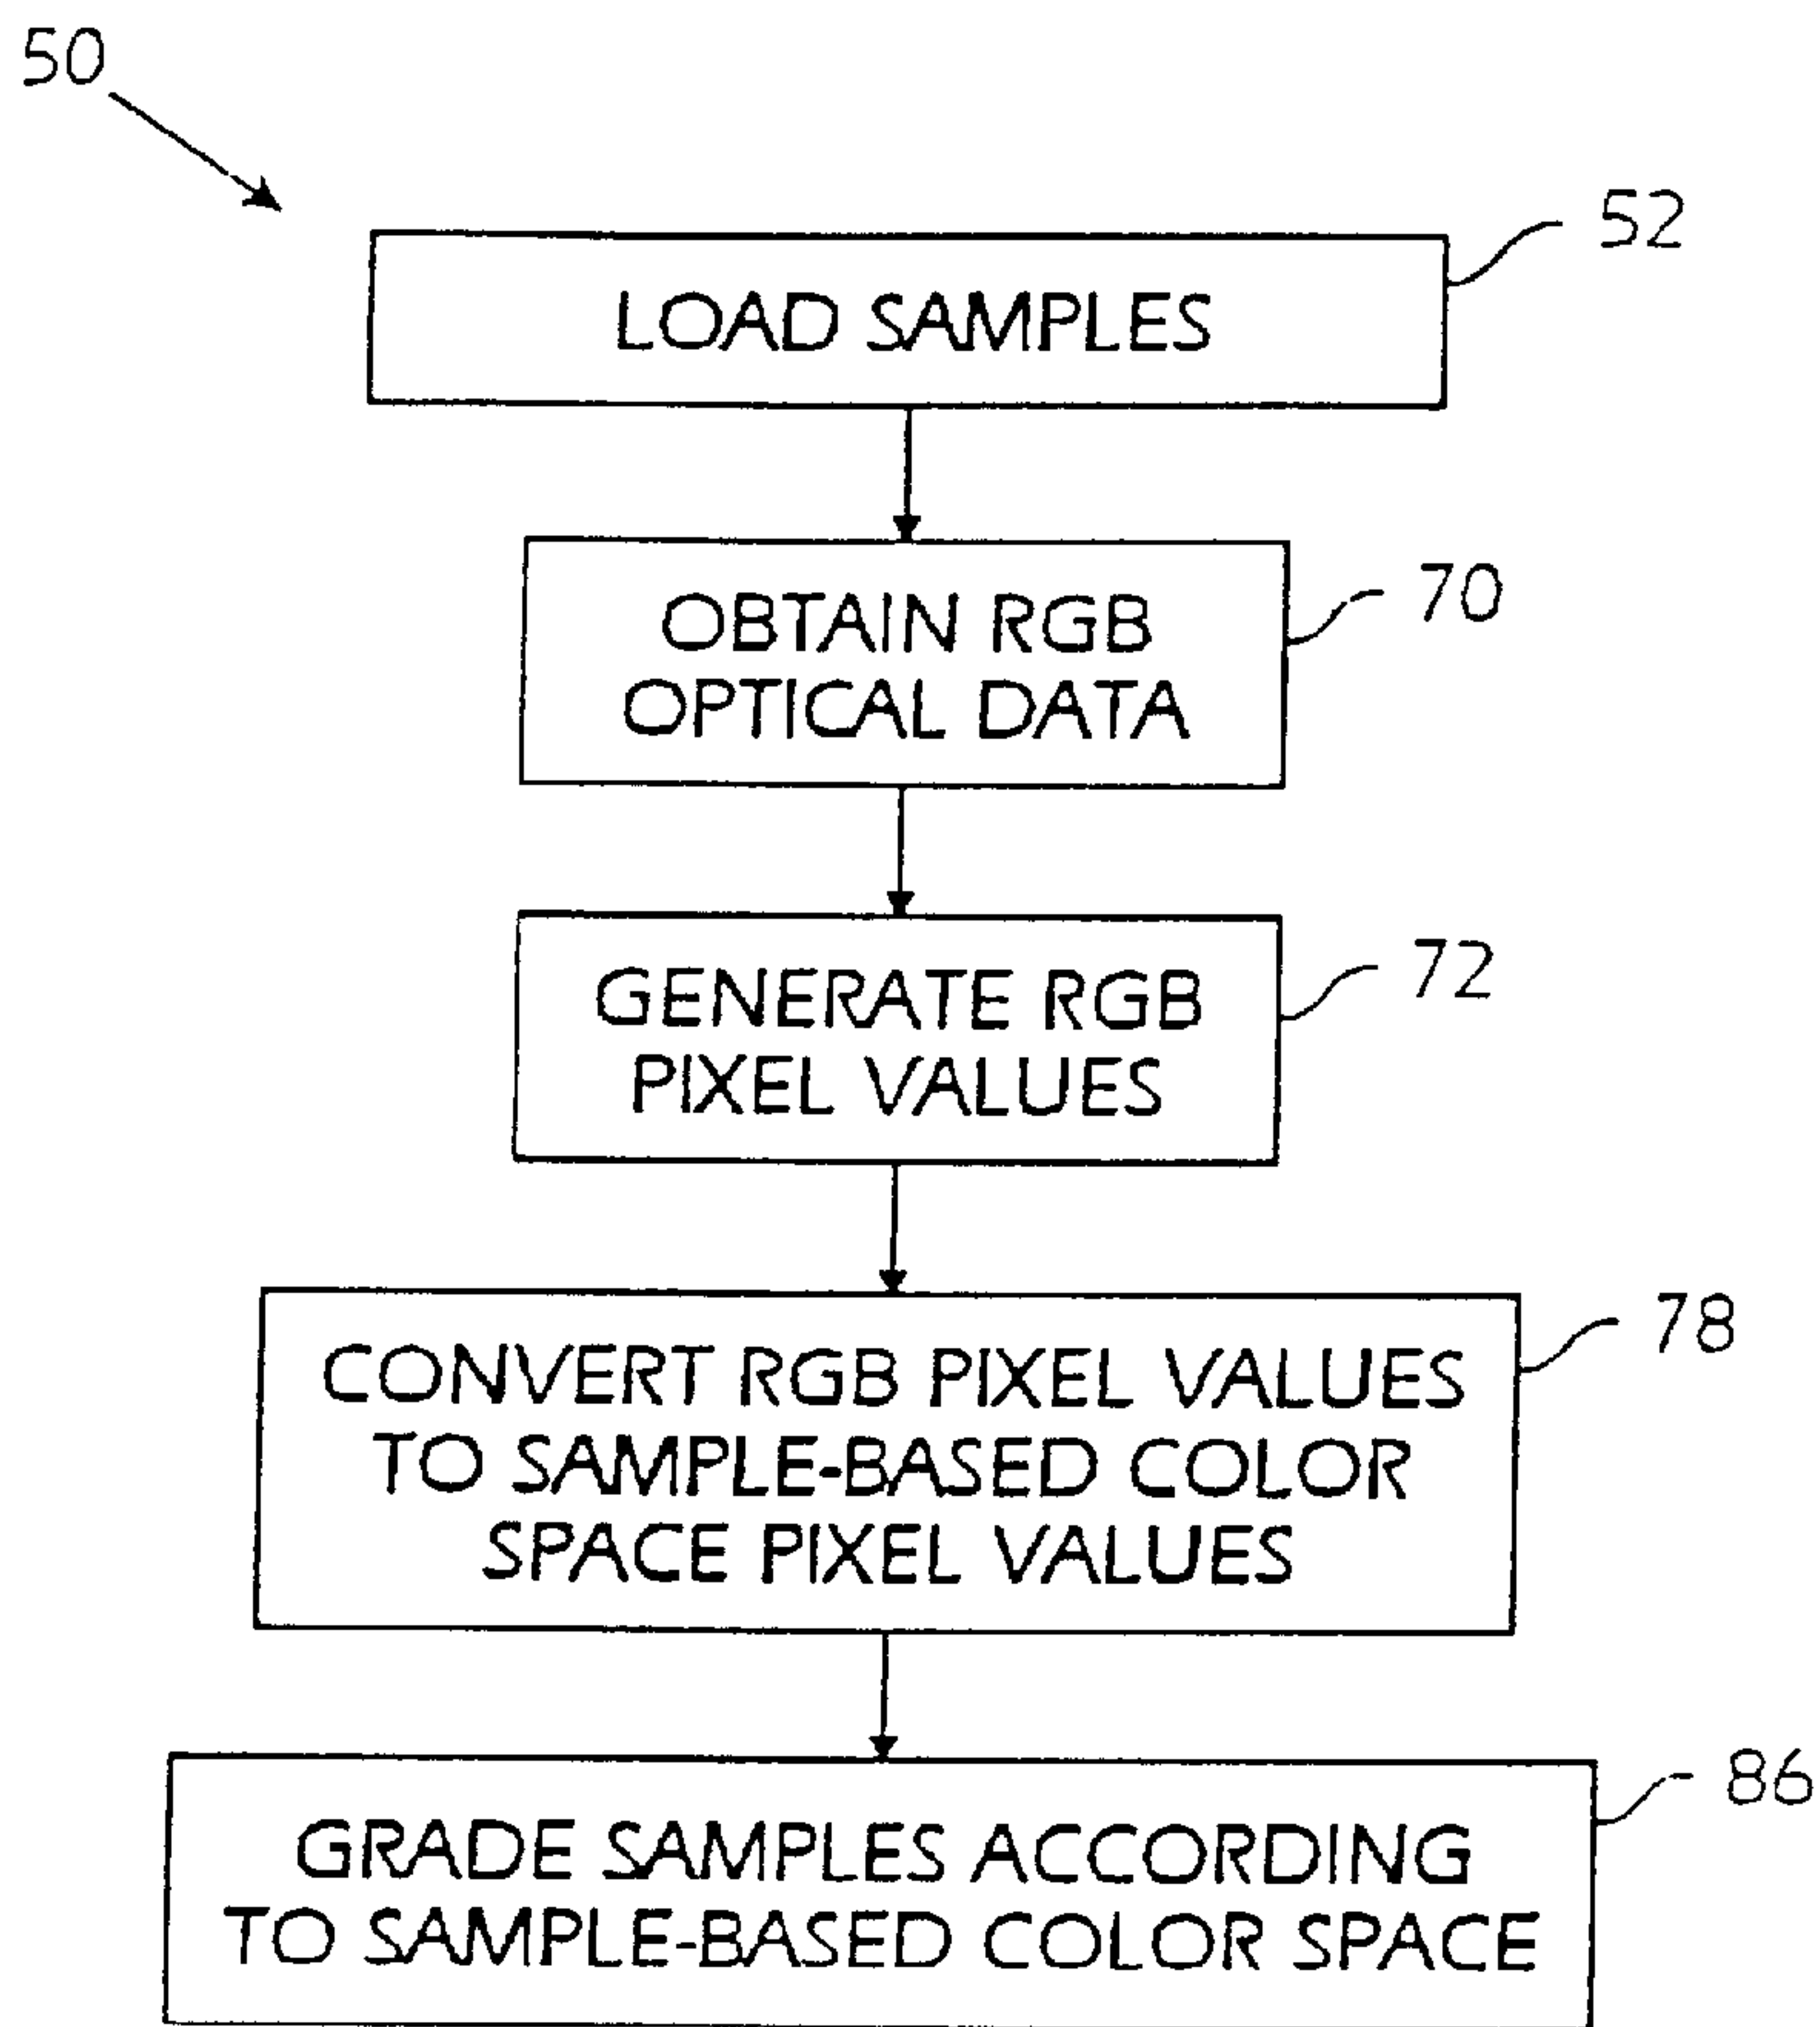 50
52
LOAD SAMPLES
70
OBTAIN RGB
OPTICAL DATA
72
GENERATE RGB
PIXEL VALUES
78
CONVERT RGB PIXEL VALUES
TO SAMPLE-BASED COLOR
SPACE PIXEL VALUES
86
GRADE SAMPLES ACCORDING
TO SAMPLE-BASED COLOR SPACE